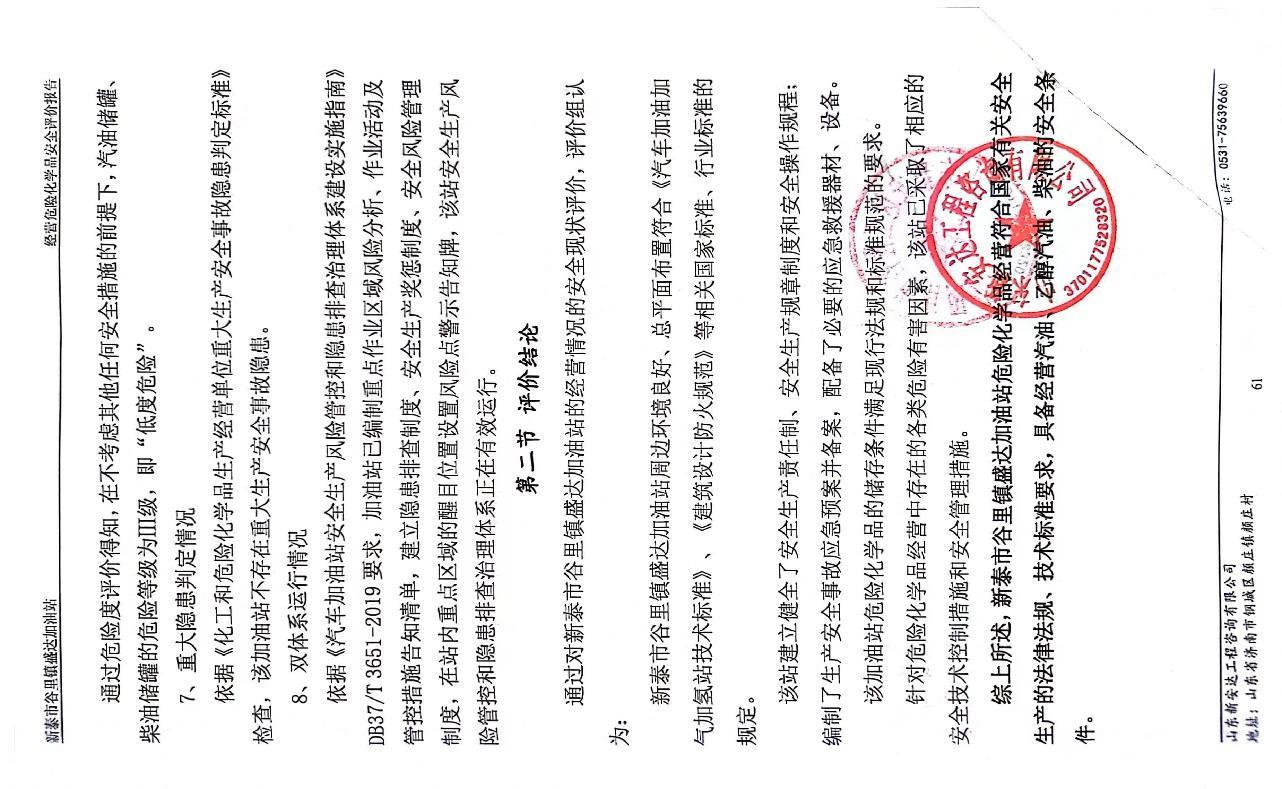 新泰市谷里镇盛达加油站 经营危险化学品安全评价报告
通过危险度评价得知，在不考虑其他任何安全措施的前提下，汽油储罐、
柴油储罐的危险等级为III级，即“低度危险”。
7、重大隐患判定情况
依据《化工和危险化学品生产经营单位重大生产安全事故隐患判定标准》
检查，该加油站不存在重大生产安全事故隐患。
8、双体系运行情况
依据《汽车加油站安全生产风险管控和隐患排查治理体系建设实施指南》
DB37/T 3651-2019 要求，加油站已编制重点作业区域风险分析、作业活动及
管控措施告知清单，建立隐患排查制度、安全生产奖惩制度、安全风险管理
制度，在站内重点区域的醒目位置设置风险点警示告知牌，该站安全生产风
险管控和隐患排查治理体系正在有效运行。
第二节 评价结论
通过对新泰市谷里镇盛达加油站的经营情况的安全现状评价，评价组认
为：
新泰市谷里镇盛达加油站周边环境良好、总平面布置符合《汽车加油加
气加氢站技术标准》、《建筑设计防火规范》等相关国家标准、行业标准的
规定。
该站建立健全了安全生产责任制、安全生产规章制度和安全操作规程；
编制了生产安全事故应急预案并备案，配备了必要的应急救援器材、设备。
该加油站危险化学品的储存条件满足现行法规和标准规范的要求。
针对危险化学品经营中存在的各类危险有害因素，该站已采取了相应的
安全技术控制措施和安全管理措施。
综上所述，新泰市谷里镇盛达加油站危险化学品经营符合国家有关安全
生产的法律法规、技术标准要求，具备经营汽油、乙醇汽油、柴油的安全条
件。
安达工程咨
公司
3701177528320
山东新安达工程咨询有限公司 电话：0531-75639660
地址：山东省济南市钢城区颜庄镇颜庄村
61